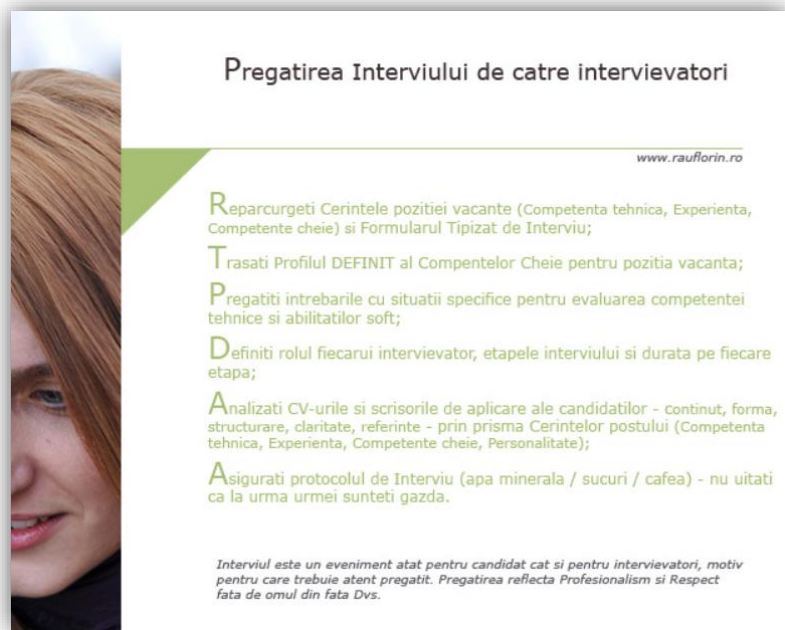 Pregatirea Interviului de catre intervievatori
www.rauflorin.ro
Reparcurgeti Cerintele pozitiei vacante (Competenta tehnica, Experienta,
Competente cheie) si Formularul Tipizat de Interviu;
Trasati Profilul DEFINIT al Compentelor Cheie pentru pozitia vacanta;
Pregatiti intrebarile cu situatii specifice pentru evaluarea competentei
tehnice si abilitatilor soft;
Definiti rolul fiecarui intervievator, etapele interviului si durata pe fiecare
etapa;
Analizati CV-urile si scrisorile de aplicare ale candidatilor - continut, forma,
structurare, claritate, referinte - prin prisma Cerintelor postului (Competenta
tehnica, Experienta, Competente cheie, Personalitate);
Asigurati protocolul de Interviu (apa minerala / sucuri / cafea) - nu uitati
ca la urma urmei sunteti gazda.
Interviul este un eveniment atat pentru candidat cat si pentru intervievatori, motiv
pentru care trebuie atent pregatit. Pregatirea reflecta Profesionalism si Respect
fata de omul din fata Dvs.